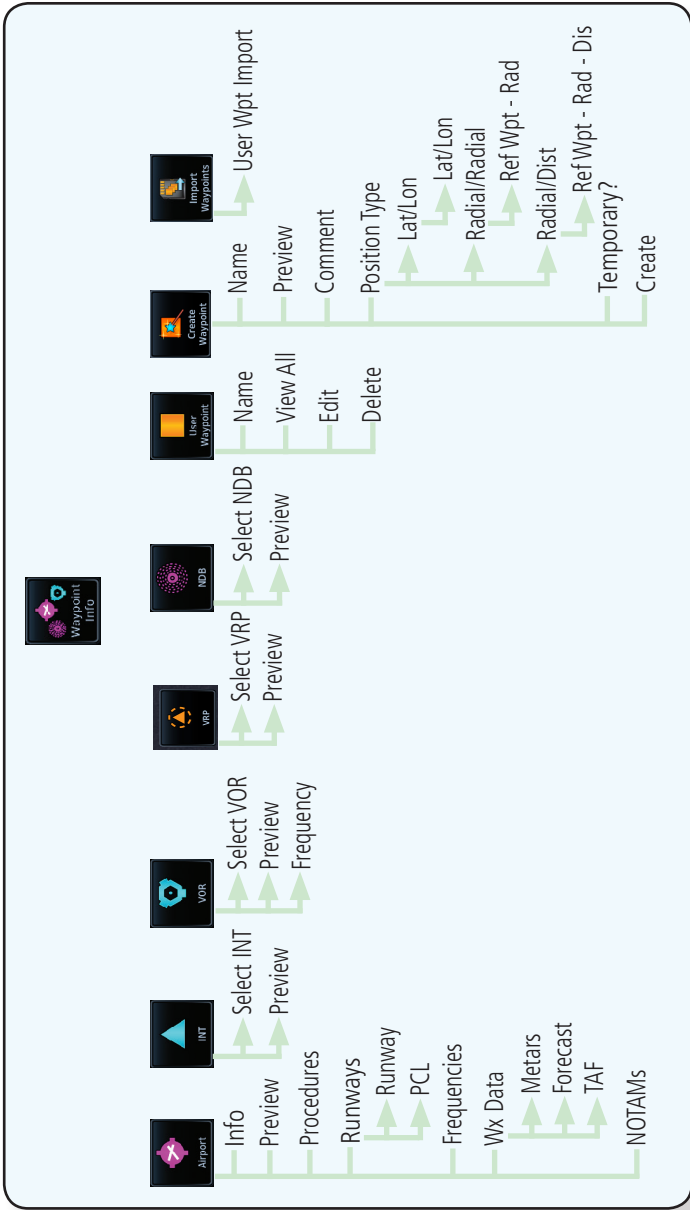 Waypoint
Info
Airport
Info
Preview
Procedures
Runways
Runway
PCL
Frequencies
Wx Data
Metars
Forecast
TAF
NOTAMs
INT
Select INT
Preview
VOR
Select VOR
Preview
Frequency
VRP
Select VRP
Preview
NDB
Select NDB
Preview
User
Waypoint
Name
View All
Edit
Delete
Create
Waypoint
Name
Preview
Comment
Position Type
Lat/Lon
Lat/Lon
Radial/Radial
Ref Wpt - Rad
Radial/Dist
Ref Wpt - Rad - Dis
Temporary?
Create
Import
Waypoints
User Wpt Import